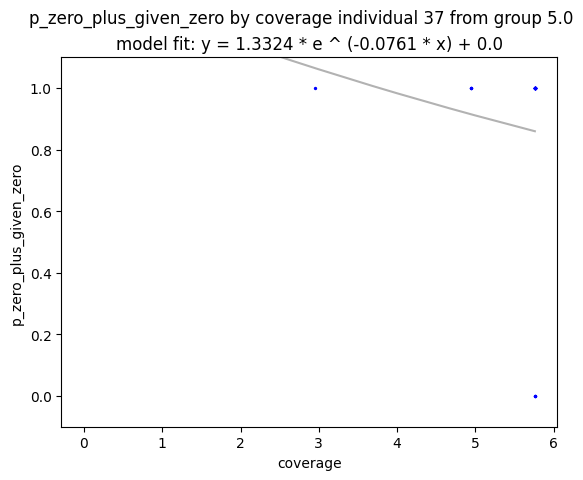 p_zero_plus_given_zero by coverage individual 37 from group 5.0
model fit: y = 1.3324 * e ^ (-0.0761 * x) + 0.0
p_zero_plus_given_zero
1.0
0.8
0.6
0.4
0.2
0.0
0 1 2 3 4 5 6
coverage